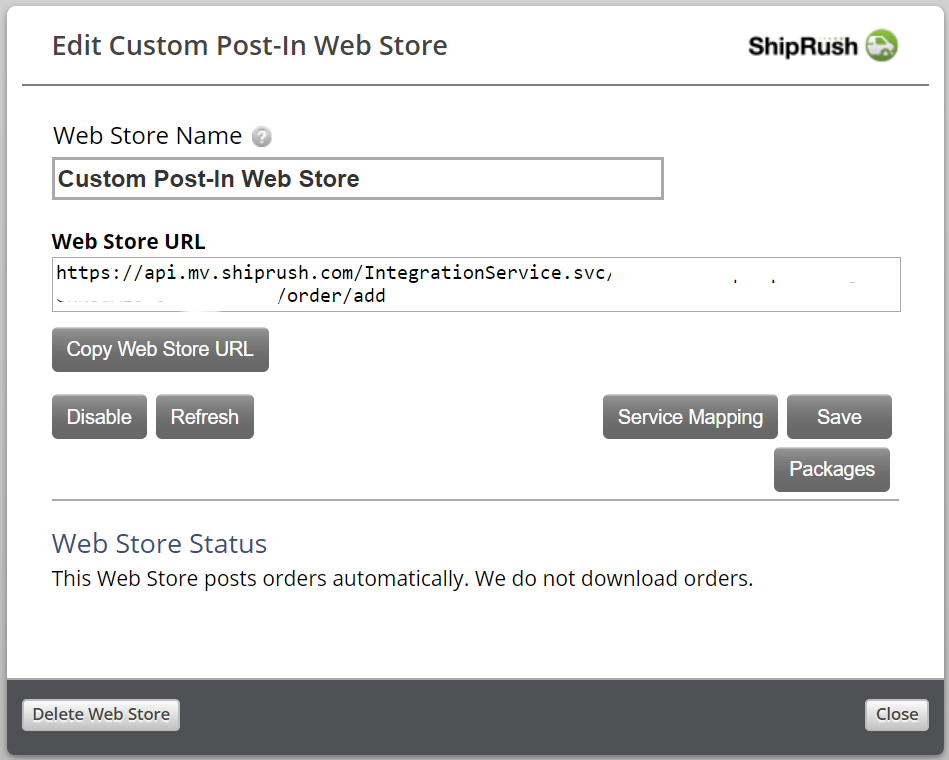 Edit Custom Post-In Web Store
ShipRush
Web Store Name ?
Custom Post-In Web Store
Web Store URL
https://api.mv.shiprush.com/IntegrationService.svc/
/order/add
Copy Web Store URL
Disable Refresh Service Mapping Save
Packages
Web Store Status
This Web Store posts orders automatically. We do not download orders.
Delete Web Store Close